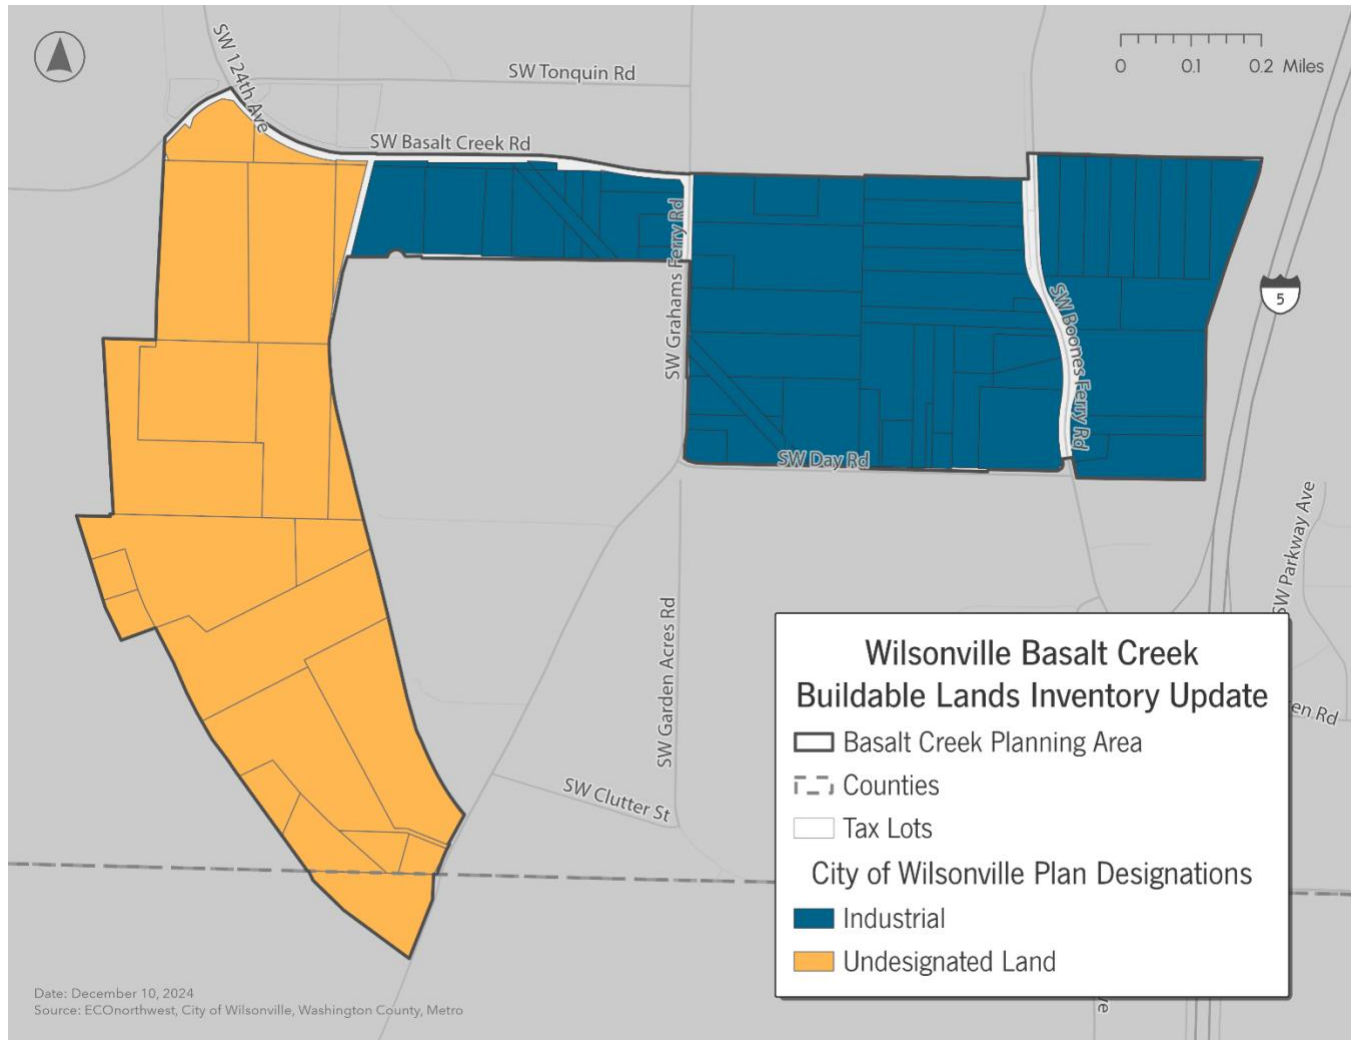 SW 124th Ave
SW Tonquin Rd
0 0.1 0.2 Miles
SW Basalt Creek Rd
SW Grahams Ferry Rd
SW Boones Ferry Rd
5
SW Day Rd
SW Parkway Ave
SW Garden Acres Rd
SW Clutter St
en Rd
Wilsonville Basalt Creek
Buildable Lands Inventory Update
Basalt Creek Planning Area
Counties
Tax Lots
City of Wilsonville Plan Designations
Industrial
Undesignated Land
ve
Date: December 10, 2024
Source: ECOnorthwest, City of Wilsonville, Washington County, Metro